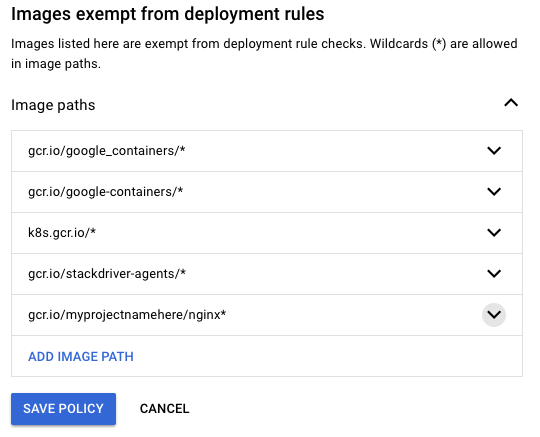 Images exempt from deployment rules
Images listed here are exempt from deployment rule checks. Wildcards (*) are allowed
in image paths.
Image paths
gcr.io/google_containers/*
gcr.io/google-containers/*
k8s.gcr.io/*
gcr.io/stackdriver-agents/*
gcr.io/myprojectnamehere/nginx*
ADD IMAGE PATH
SAVE POLICY CANCEL